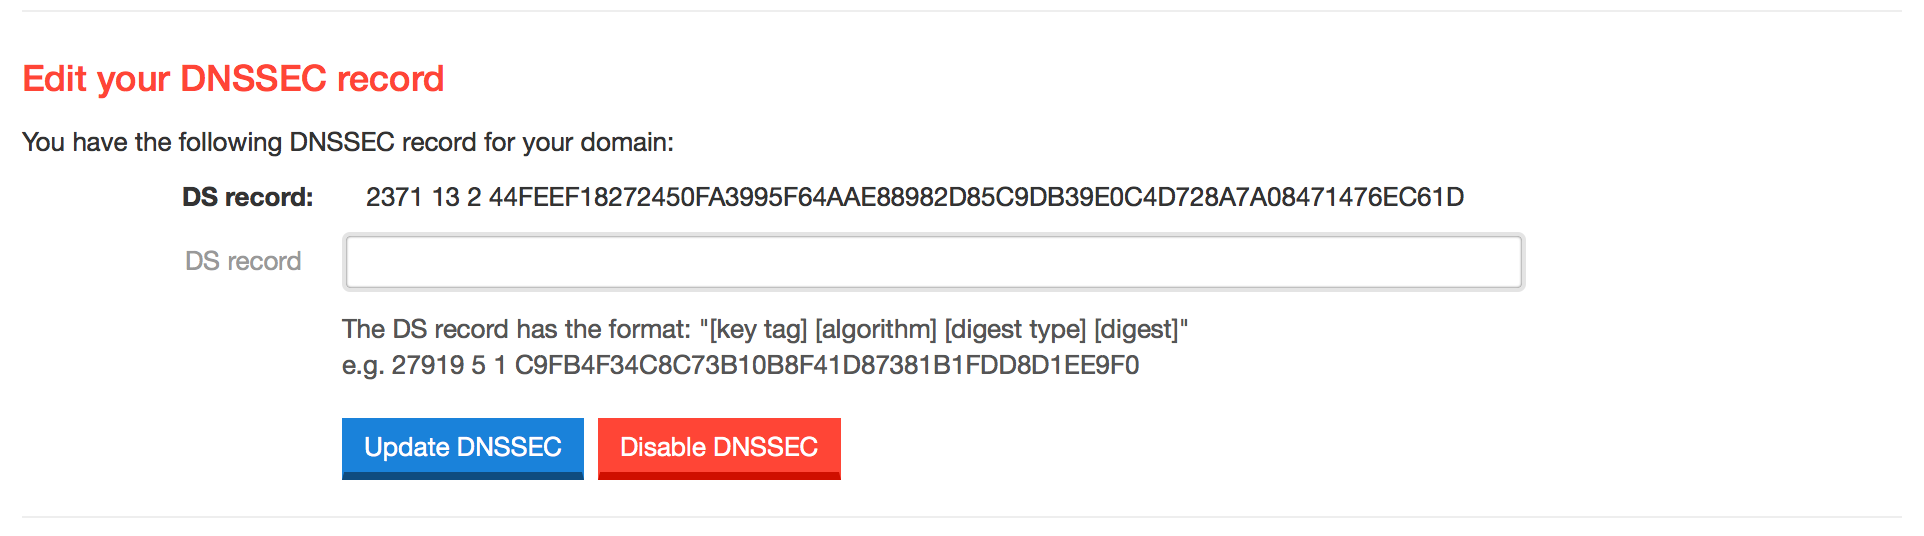 Edit your DNSSEC record
You have the following DNSSEC record for your domain:
DS record: 2371 13 2 44FEEF18272450FA3995F64AAE88982D85C9DB39E0C4D728A7A08471476EC61D
DS record
The DS record has the format: "[key tag] [algorithm] [digest type] [digest]"
e.g. 27919 5 1 C9FB4F34C8C73B10B8F41D87381B1FDD8D1EE9F0
Update DNSSEC Disable DNSSEC